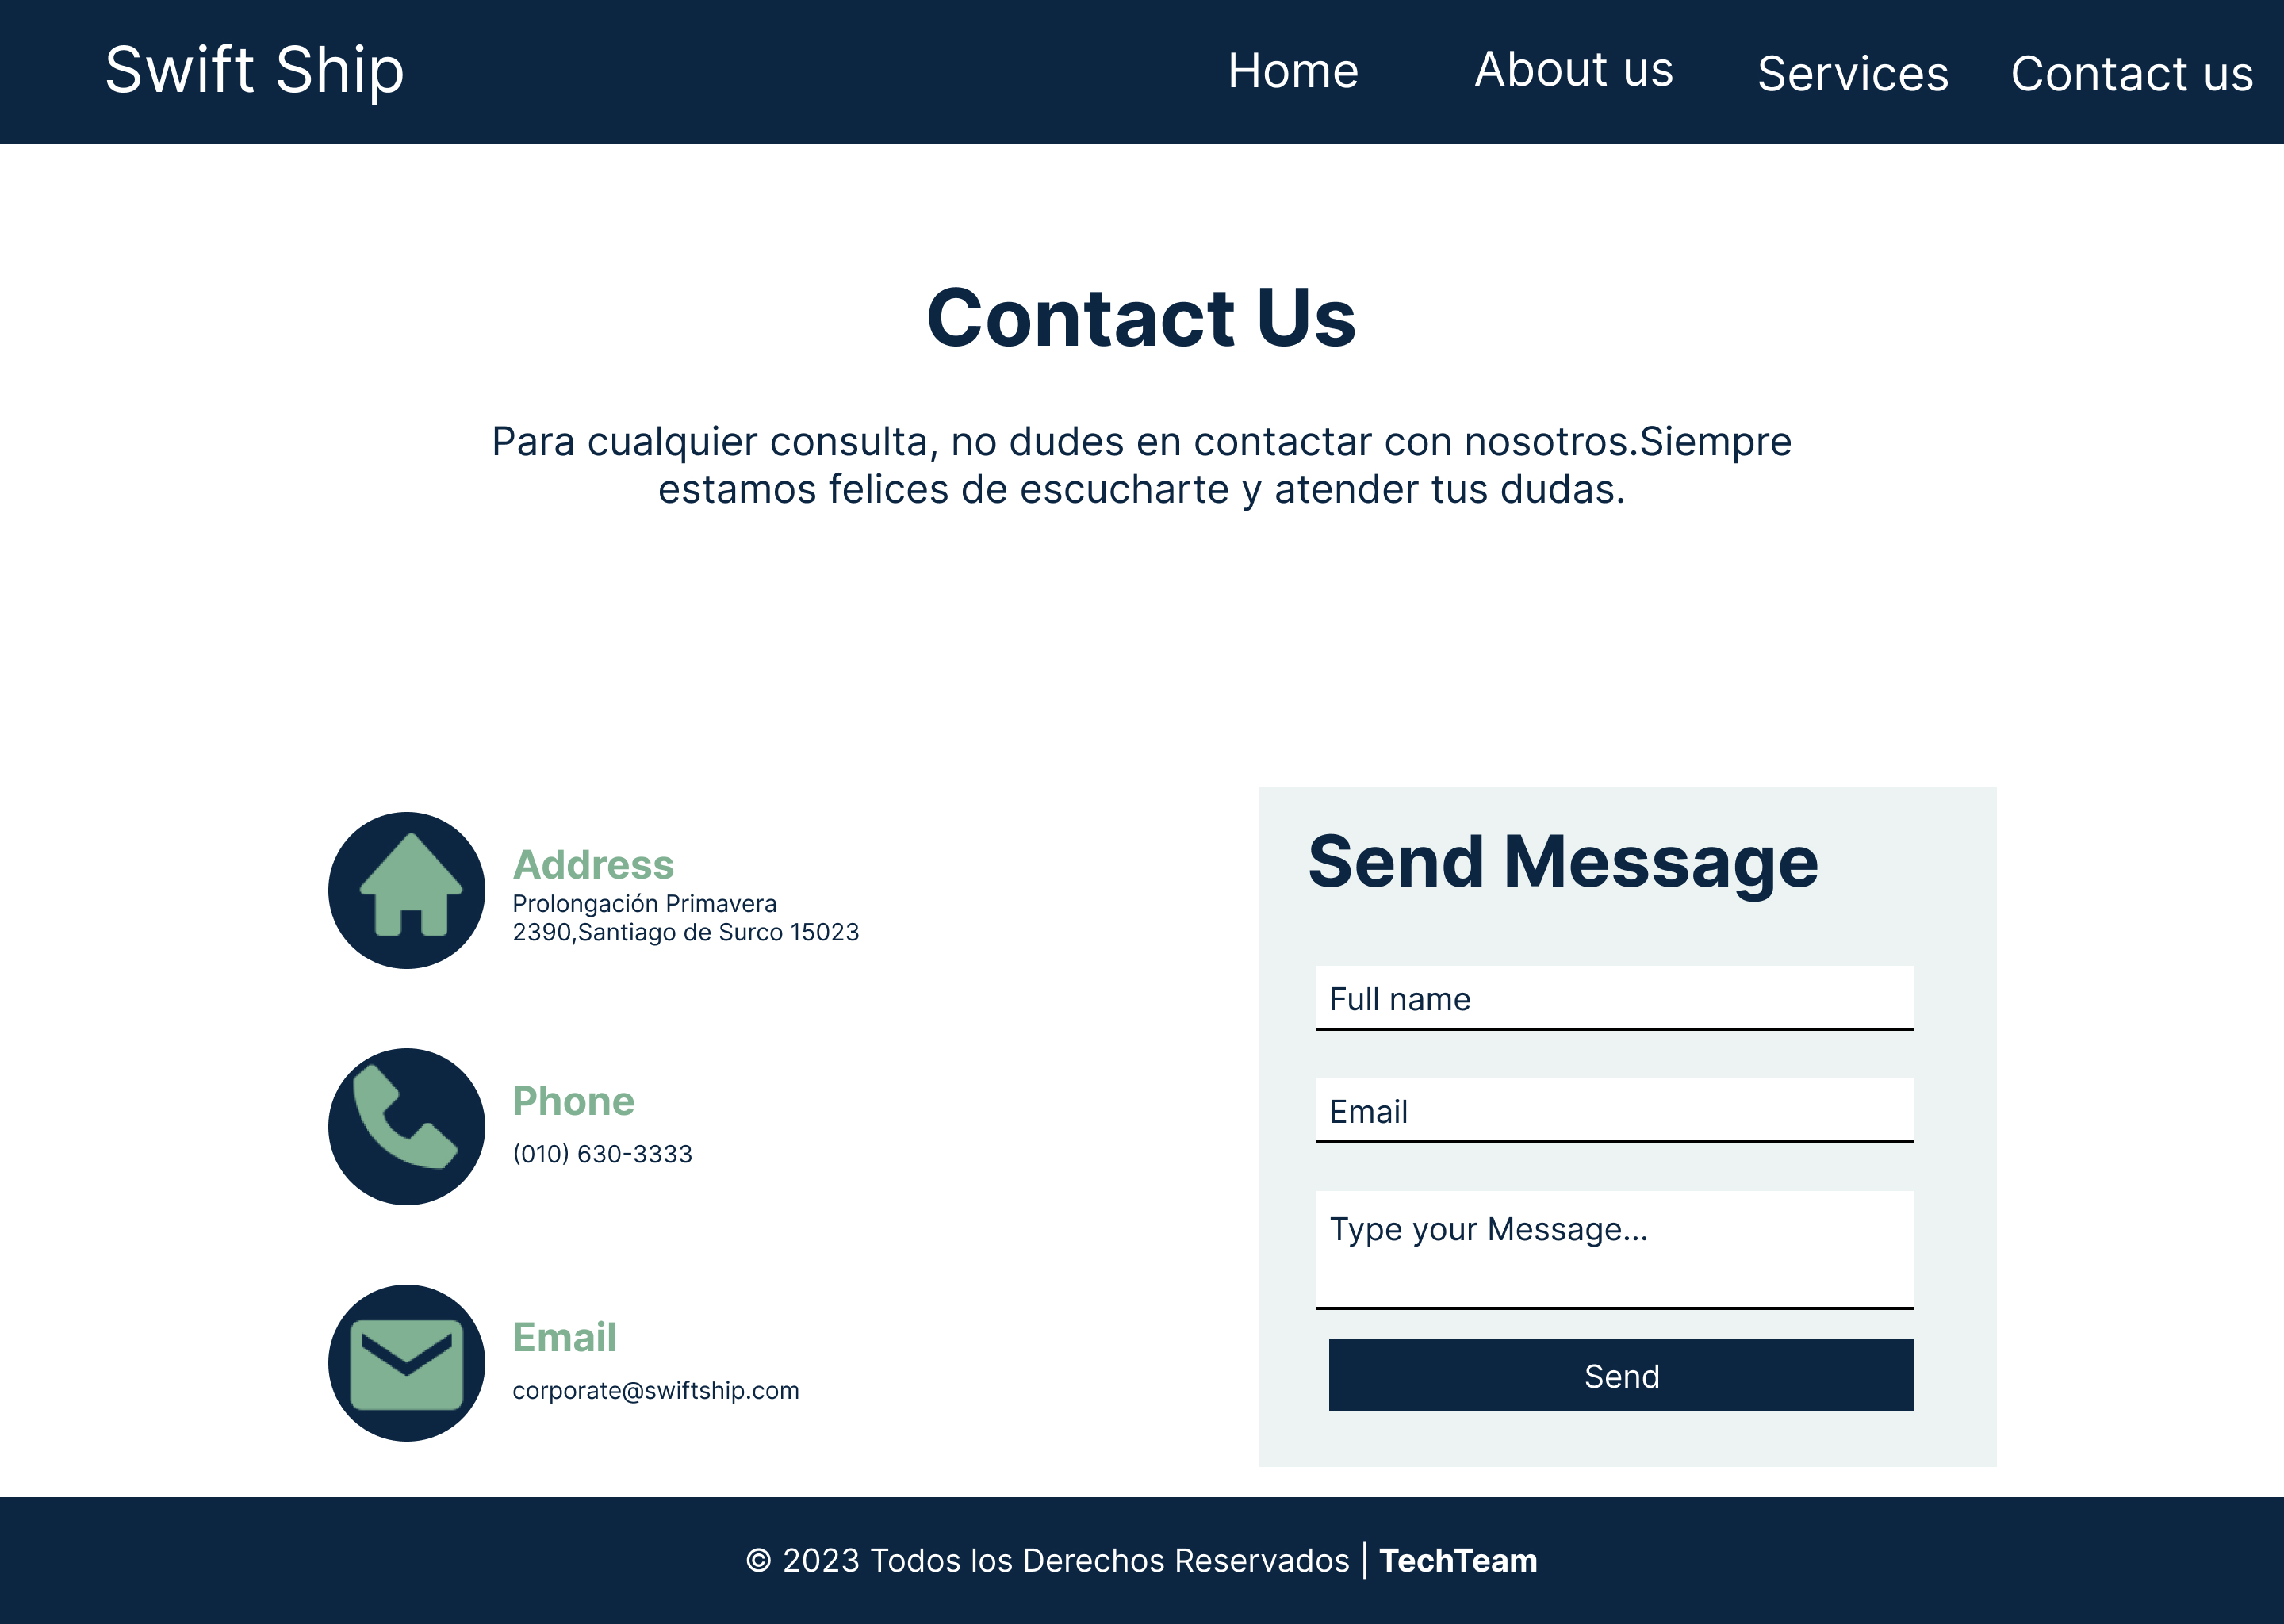 Swift Ship
Home
About us
Services
Contact us
Contact Us
Para cualquier consulta, no dudes en contactar con nosotros.Siempre
estamos felices de escucharte y atender tus dudas.
Address
Prolongación Primavera
2390,Santiago de Surco 15023
Phone
(010) 630-3333
Email
corporate@swiftship.com
Send Message
Full name
Email
Type your Message...
Send
© 2023 Todos los Derechos Reservados | TechTeam